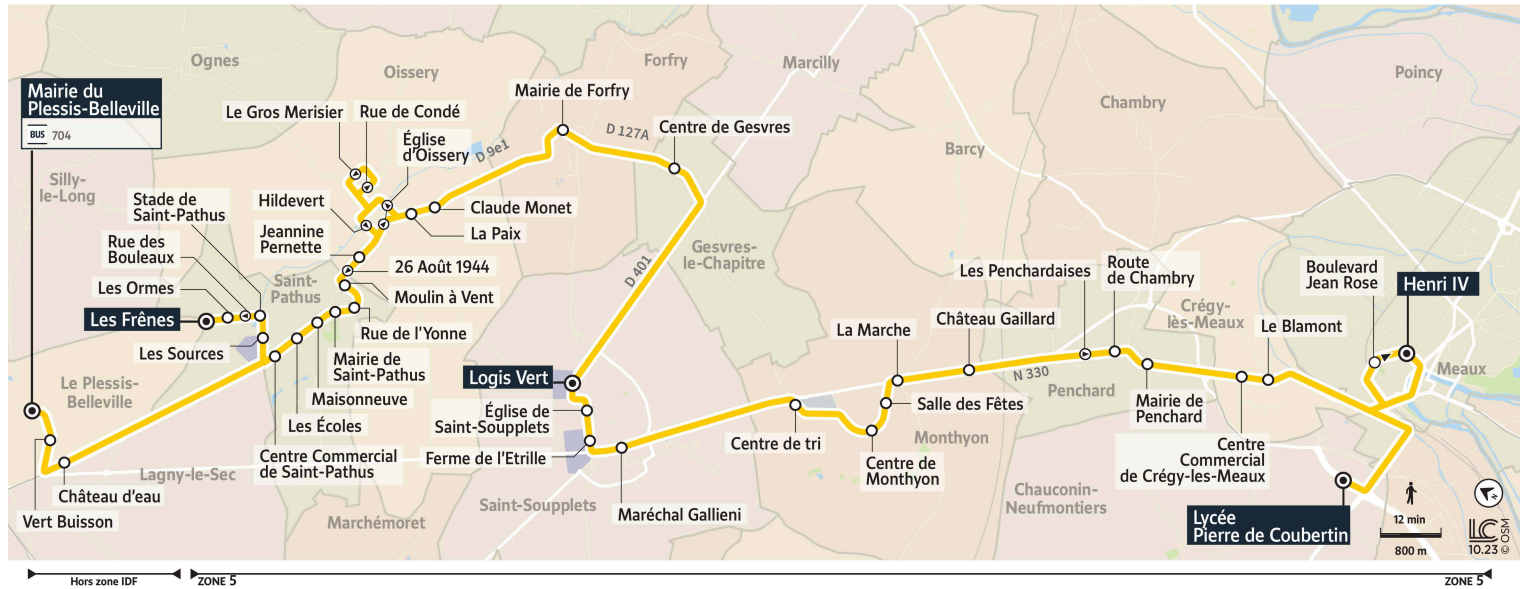 Ognes
Oissery
Forfry
Marcilly
Poincy
Mairie du
Plessis-Belleville
BUS 704
Mairie de Forfry
Le Gros Merisier
Rue de Condé
Chambry
D 127A
Centre de Gesvres
Église
d'Oissery
D 9e1
Barcy
Silly-
le-Long
Stade de
Saint-Pathus
Hildevert
Claude Monet
Jeannine
Pernette
La Paix
Rue des
Bouleaux
Gesvres-
le-Chapitre
26 Août 1944
D 401
Les Penchardaises
Route
de Chambry
Boulevard
Jean Rose
Henri IV
Les Ormes
Saint-
Pathus
Moulin à Vent
Crégy-
lès-Meaux
Les Frênes
Rue de l'Yonne
La Marche
Château Gaillard
Le Blamont
Les Sources
Mairie de
Saint-Pathus
Logis Vert
N 330
Penchard
Meaux
Le Plessis-
Belleville
Maisonneuve
Église de
Saint-Soupplets
Salle des Fêtes
Mairie de
Penchard
Les Écoles
Centre de tri
Monthyon
Centre
Commercial
de Crégy-les-Meaux
Centre Commercial
de Saint-Pathus
Ferme de l'Etrille
Centre de
Monthyon
Lagny-le-Sec
Château d'eau
Saint-Soupplets
Maréchal Gallieni
Chauconin-
Neufmontiers
Vert Buisson
Marchémoret
Lycée
Pierre de Coubertin
12 min
800 m
LC
10.23
© OSM
Hors zone IDF
ZONE 5
ZONE 5